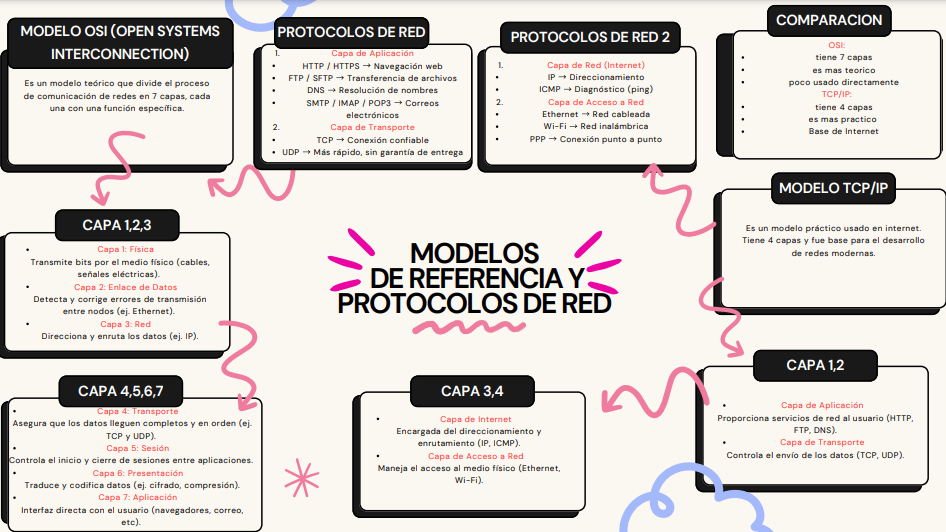 MODELO OSI (OPEN SYSTEMS
INTERCONNECTION)
Es un modelo teórico que divide el proceso
de comunicación de redes en 7 capas, cada
una con una función específica.
PROTOCOLOS DE RED
1. Capa de Aplicación
• HTTP / HTTPS → Navegación web
• FTP / SFTP → Transferencia de archivos
• DNS → Resolución de nombres
• SMTP / IMAP / POP3 → Correos
electrónicos
2. Capa de Transporte
• TCP → Conexión confiable
• UDP → Más rápido, sin garantía de entrega
PROTOCOLOS DE RED 2
1. Capa de Red (Internet)
• IP → Direccionamiento
• ICMP → Diagnóstico (ping)
2. Capa de Acceso a Red
• Ethernet → Red cableada
• Wi-Fi → Red inalámbrica
• PPP → Conexión punto a punto
COMPARACION
OSI:
• tiene 7 capas
• es mas teorico
• poco usado directamente
TCP/IP:
• tiene 4 capas
• es mas practico
• Base de Internet
MODELO TCP/IP
Es un modelo práctico usado en internet.
Tiene 4 capas y fue base para el desarrollo
de redes modernas.
CAPA 1,2,3
• Capa 1: Física
Transmite bits por el medio físico (cables,
señales eléctricas).
• Capa 2: Enlace de Datos
Detecta y corrige errores de transmisión
entre nodos (ej. Ethernet).
• Capa 3: Red
Direcciona y enruta los datos (ej. IP).
MODELOS
DE REFERENCIA Y
PROTOCOLOS DE RED
CAPA 4,5,6,7
• Capa 4: Transporte
Asegura que los datos lleguen completos y en orden (ej.
TCP y UDP).
• Capa 5: Sesión
Controla el inicio y cierre de sesiones entre aplicaciones.
• Capa 6: Presentación
Traduce y codifica datos (ej. cifrado, compresión).
• Capa 7: Aplicación
Interfaz directa con el usuario (navegadores, correo,
etc).
CAPA 3,4
• Capa de Internet
Encargada del direccionamiento y
enrutamiento (IP, ICMP).
• Capa de Acceso a Red
Maneja el acceso al medio físico (Ethernet,
Wi-Fi).
CAPA 1,2
• Capa de Aplicación
Proporciona servicios de red al usuario (HTTP,
FTP, DNS).
• Capa de Transporte
Controla el envío de los datos (TCP, UDP).